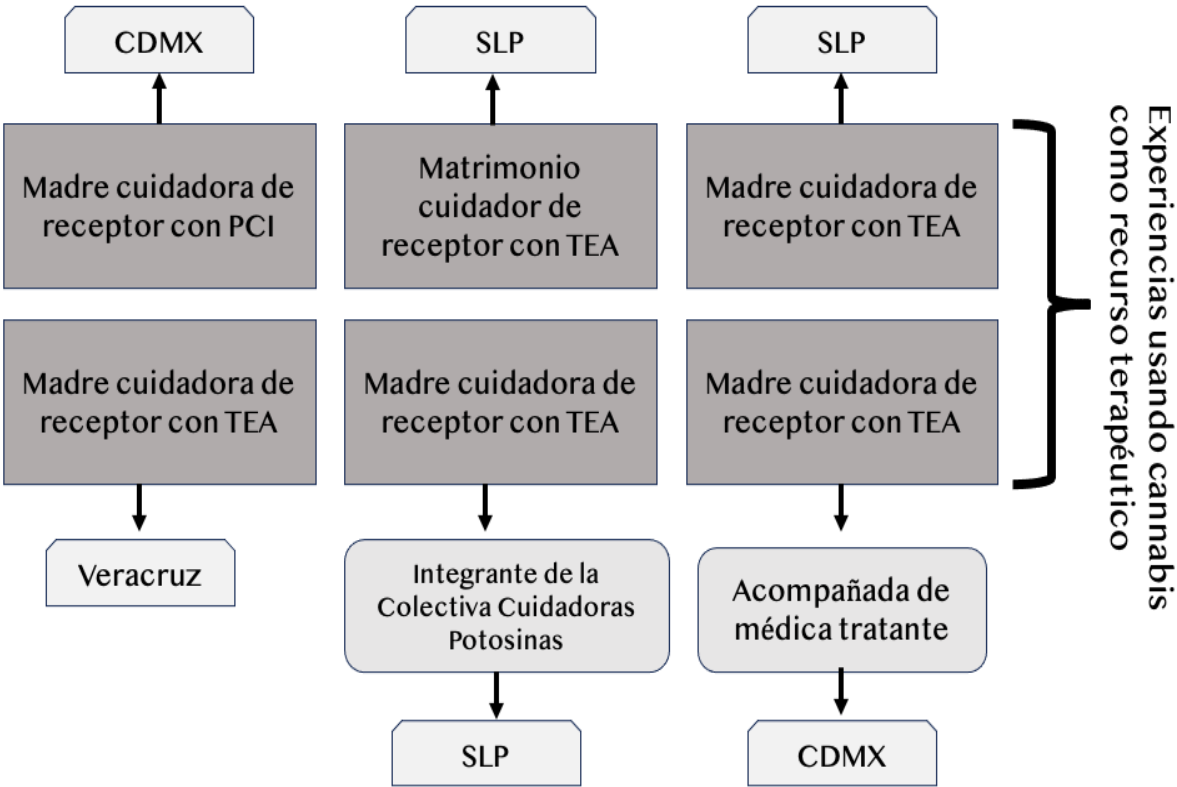 CDMX
SLP
SLP
Madre cuidadora de
receptor con PCI
Matrimonio
cuidador de
receptor con TEA
Madre cuidadora de
receptor con TEA
Madre cuidadora de
receptor con TEA
Madre cuidadora de
receptor con TEA
Madre cuidadora de
receptor con TEA
Veracruz
Integrante de la
Colectiva Cuidadoras
Potosinas
Acompañada de
médica tratante
SLP
CDMX
Experiencias usando cannabis
como recurso terapéutico